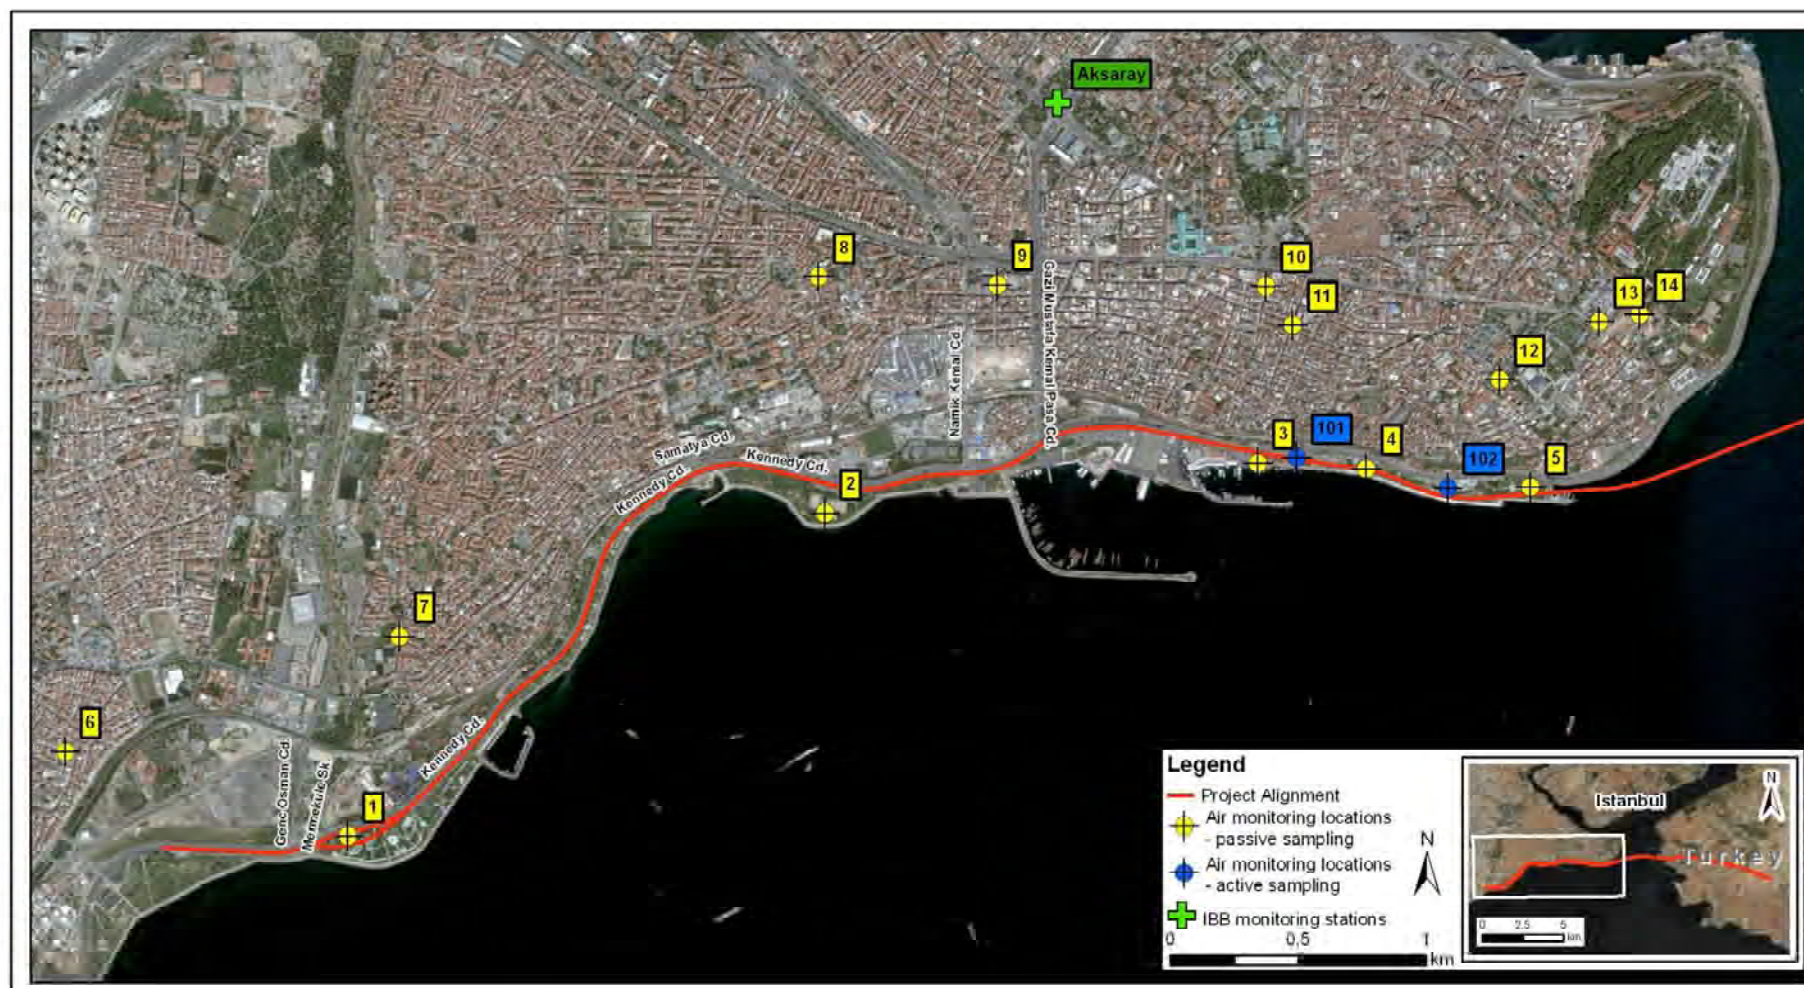 Aksaray
8
9
10
11
13
14
12
Gazi Mustafa Kemal Paşa Cd.
Namık Kemal Cd.
Samatya Cd.
Kennedy Cd.
Kennedy Cd.
2
3
101
4
102
5
7
6
Kennedy Cd.
Genç Osman Cd.
1
Legend
Project Alignment
Air monitoring locations
- passive sampling
Air monitoring locations
- active sampling
IBB monitoring stations
N
0 0,5 1
km
Istanbul
N
Turkey
0 2.5 5
km